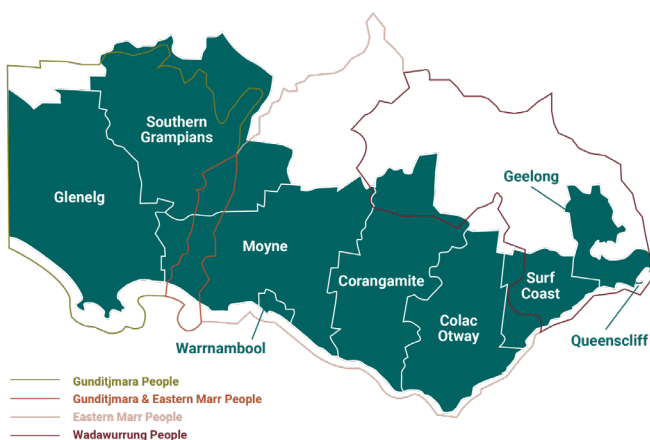 Southern
Grampians
Geelong
Glenelg
Moyne
Corangamite
Surf
Coast
Colac
Otway
Warrnambool
Queenscliff
Gunditjmara People
Gunditjmara & Eastern Marr People
Eastern Marr People
Wadawurrung People